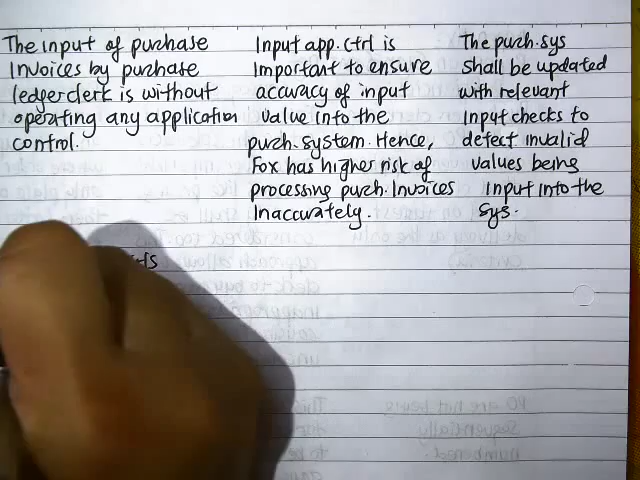 The input of purchase
invoices by purchase
ledger clerk is without
operating any application
control.
Input app. ctrl is
important to ensure
accuracy of input
value into the
purch. system. Hence,
Fox has higher risk of
processing purch. invoices
inaccurately.
The purch. sys
shall be updated
with relevant
input checks to
detect invalid
values being
input into the
sys.